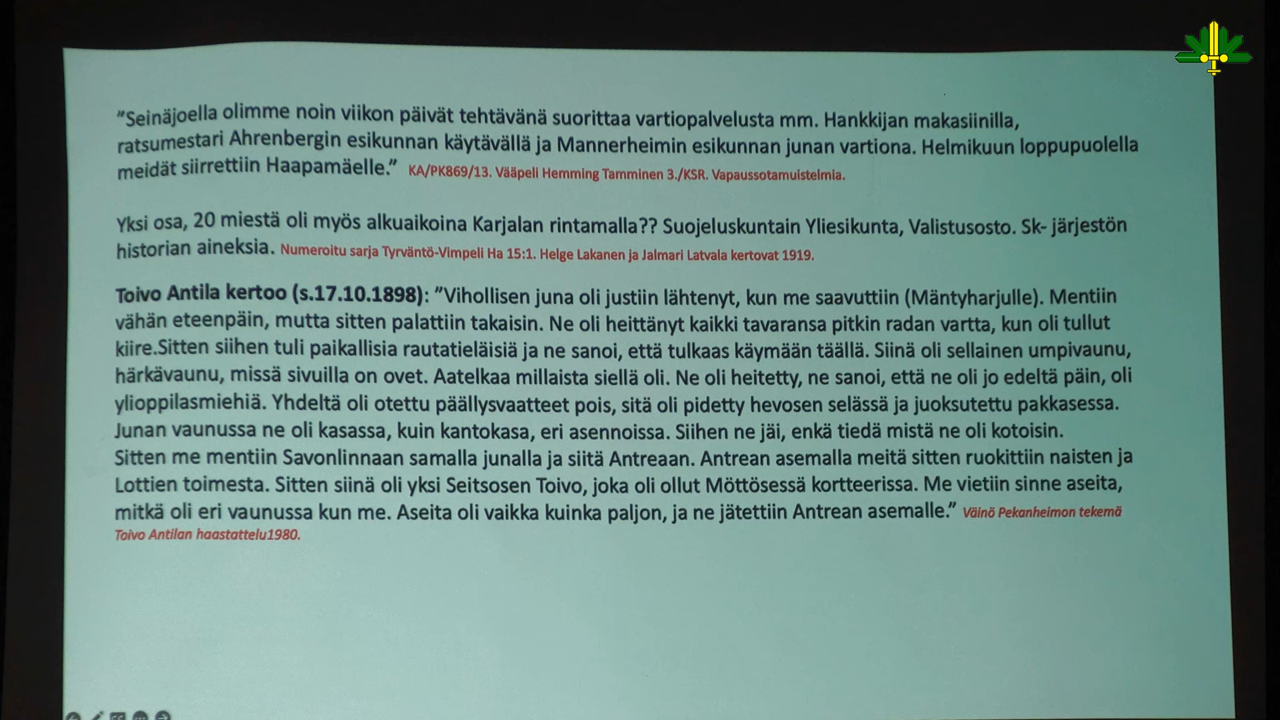 ”Seinäjoella olimme noin viikon päivät tehtävänä suorittaa vartiopalvelusta mm. Hankkijan makasiinilla,
ratsumestari Ahrenbergin esikunnan käytävällä ja Mannerheimin esikunnan junan vartiona. Helmikuun loppupuolella
meidät siirrettiin Haapamäelle.” KA/PK869/13. Vääpeli Hemming Tamminen 3./KSR. Vapaussotamuistelmia.
Yksi osa, 20 miestä oli myös alkuaikoina Karjalan rintamalla?? Suojeluskuntain Yliesikunta, Valistusosto. Sk- järjestön
historian aineksia. Numeroitu sarja Tyrväntö-Vimpeli Ha 15:1. Helge Lakanen ja Jalmari Latvala kertovat 1919.
Toivo Antila kertoo (s.17.10.1898): ”Vihollisen juna oli justiin lähtenyt, kun me saavuttiin (Mäntyharjulle). Mentiin
vähän eteenpäin, mutta sitten palattiin takaisin. Ne oli heittänyt kaikki tavaransa pitkin radan vartta, kun oli tullut
kiire.Sitten siihen tuli paikallisia rautatieläisiä ja ne sanoi, että tulkaas käymään täällä. Siinä oli sellainen umpivaunu,
härkävaunu, missä sivuilla on ovet. Aatelkaa millaista siellä oli. Ne oli heitetty, ne sanoi, että ne oli jo edeltä päin, oli
ylioppilasmiehiä. Yhdeltä oli otettu päällysvaatteet pois, sitä oli pidetty hevosen selässä ja juoksutettu pakkasessa.
Junan vaunussa ne oli kasassa, kuin kantokasa, eri asennoissa. Siihen ne jäi, enkä tiedä mistä ne oli kotoisin.
Sitten me mentiin Savonlinnaan samalla junalla ja siitä Antreaan. Antrean asemalla meitä sitten ruokittiin naisten ja
Lottien toimesta. Sitten siinä oli yksi Seitsosen Toivo, joka oli ollut Möttösessä kortteerissa. Me vietiin sinne aseita,
mitkä oli eri vaunussa kun me. Aseita oli vaikka kuinka paljon, ja ne jätettiin Antrean asemalle.” Väinö Pekanheimon tekemä
Toivo Antilan haastattelu1980.